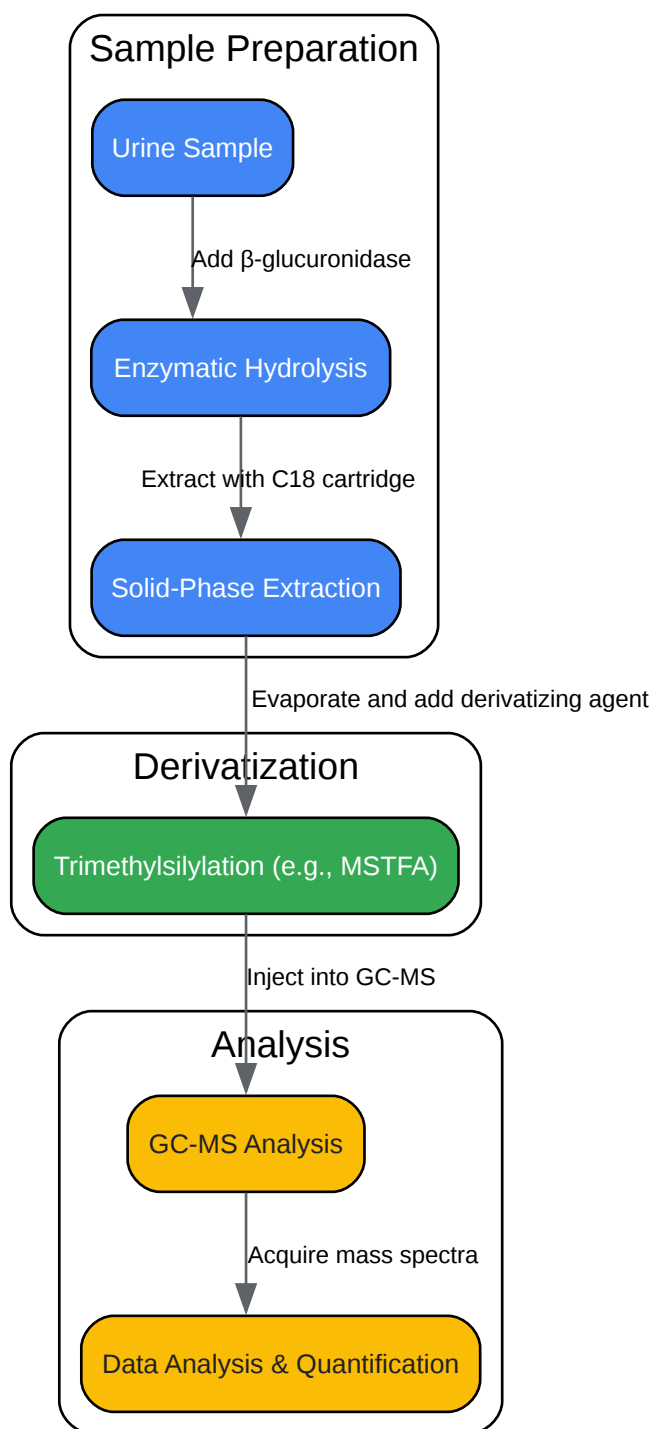 Sample Preparation
Urine Sample
Add β-glucuronidase
Enzymatic Hydrolysis
Extract with C18 cartridge
Solid-Phase Extraction
Evaporate and add derivatizing agent
Derivatization
Trimethylsilylation (e.g., MSTFA)
Inject into GC-MS
Analysis
GC-MS Analysis
Acquire mass spectra
Data Analysis & Quantification